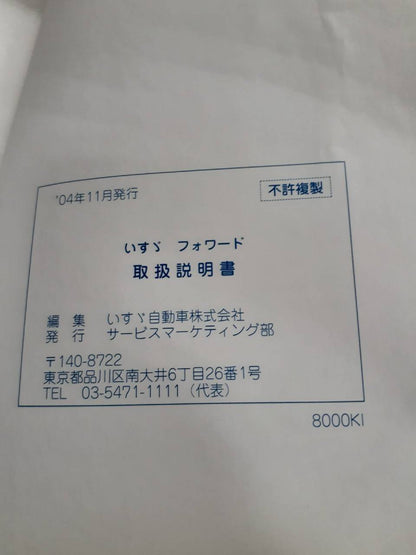 '04年11月発行
不許複製
いすゞ フォワード
取扱説明書
編集 いすゞ自動車株式会社
発行 サービスマーケティング部
〒140-8722
東京都品川区南大井6丁目26番1号
TEL 03-5471-1111（代表）
8000KI